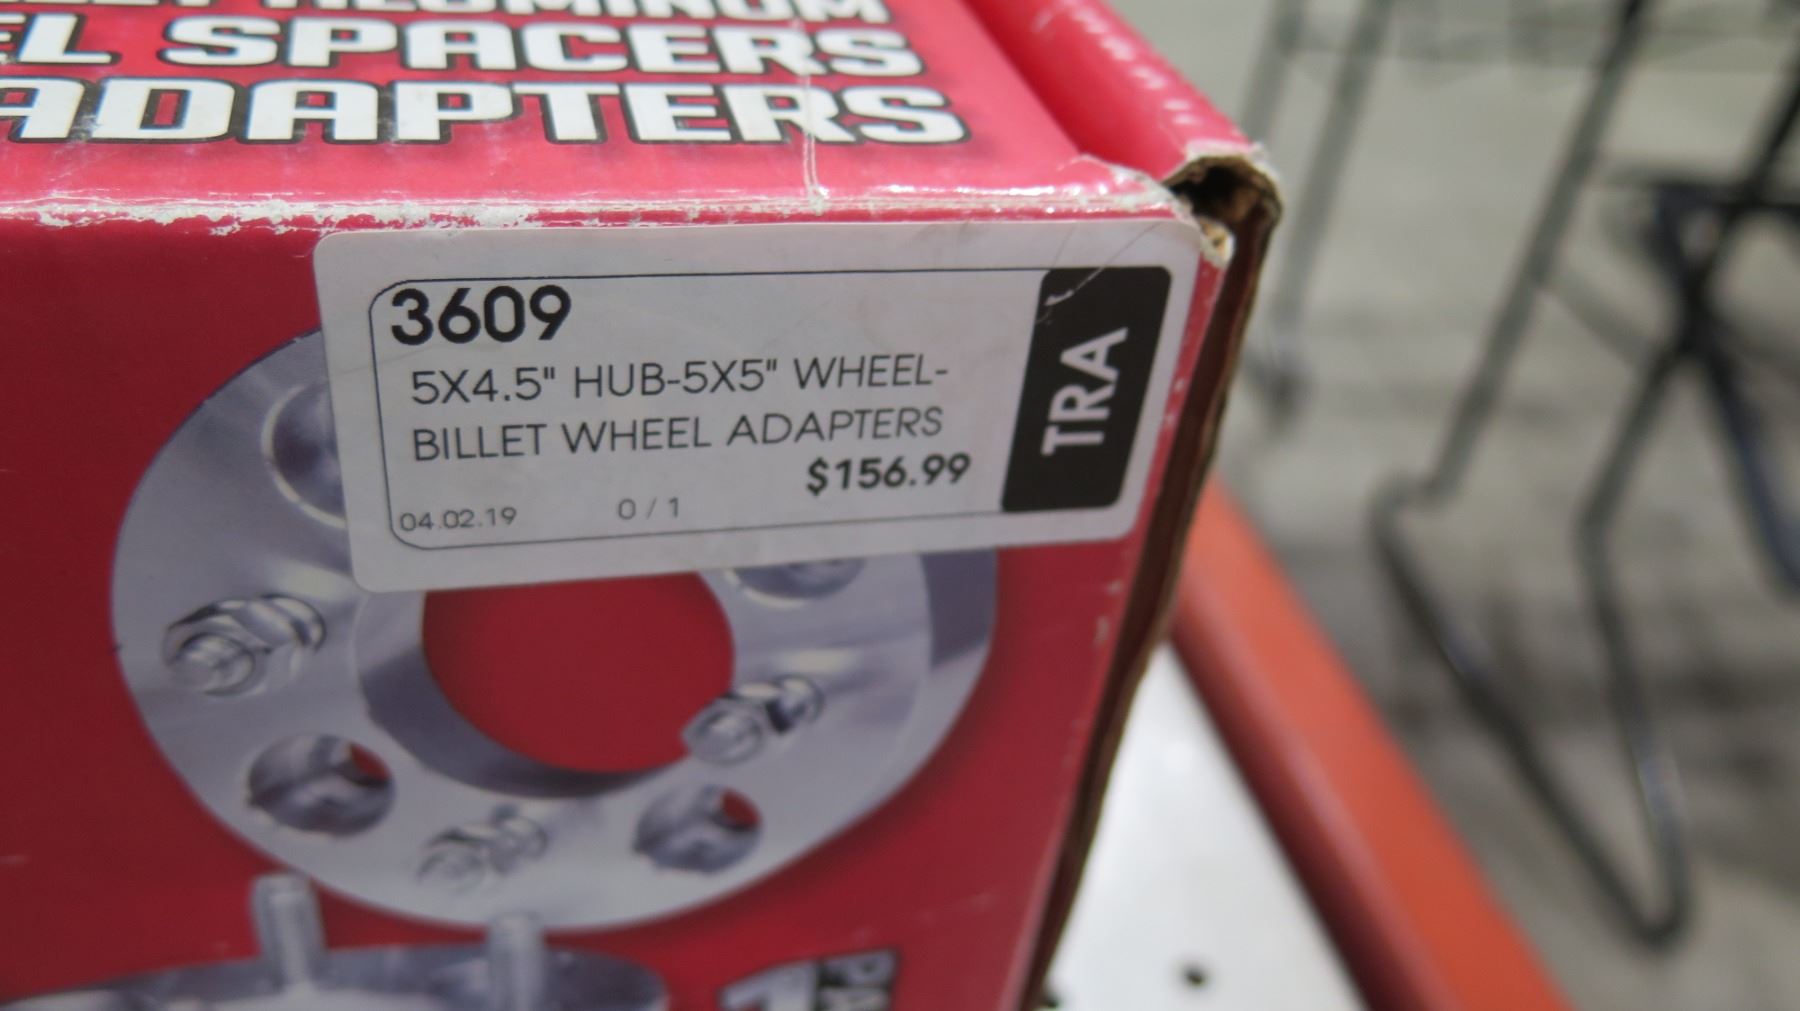 ALUMINUM
SPACERS
ADAPTERS
3609
5X4.5" HUB-5X5" WHEEL-
BILLET WHEEL ADAPTERS
$156.99
04.02.19 0/1
TRA